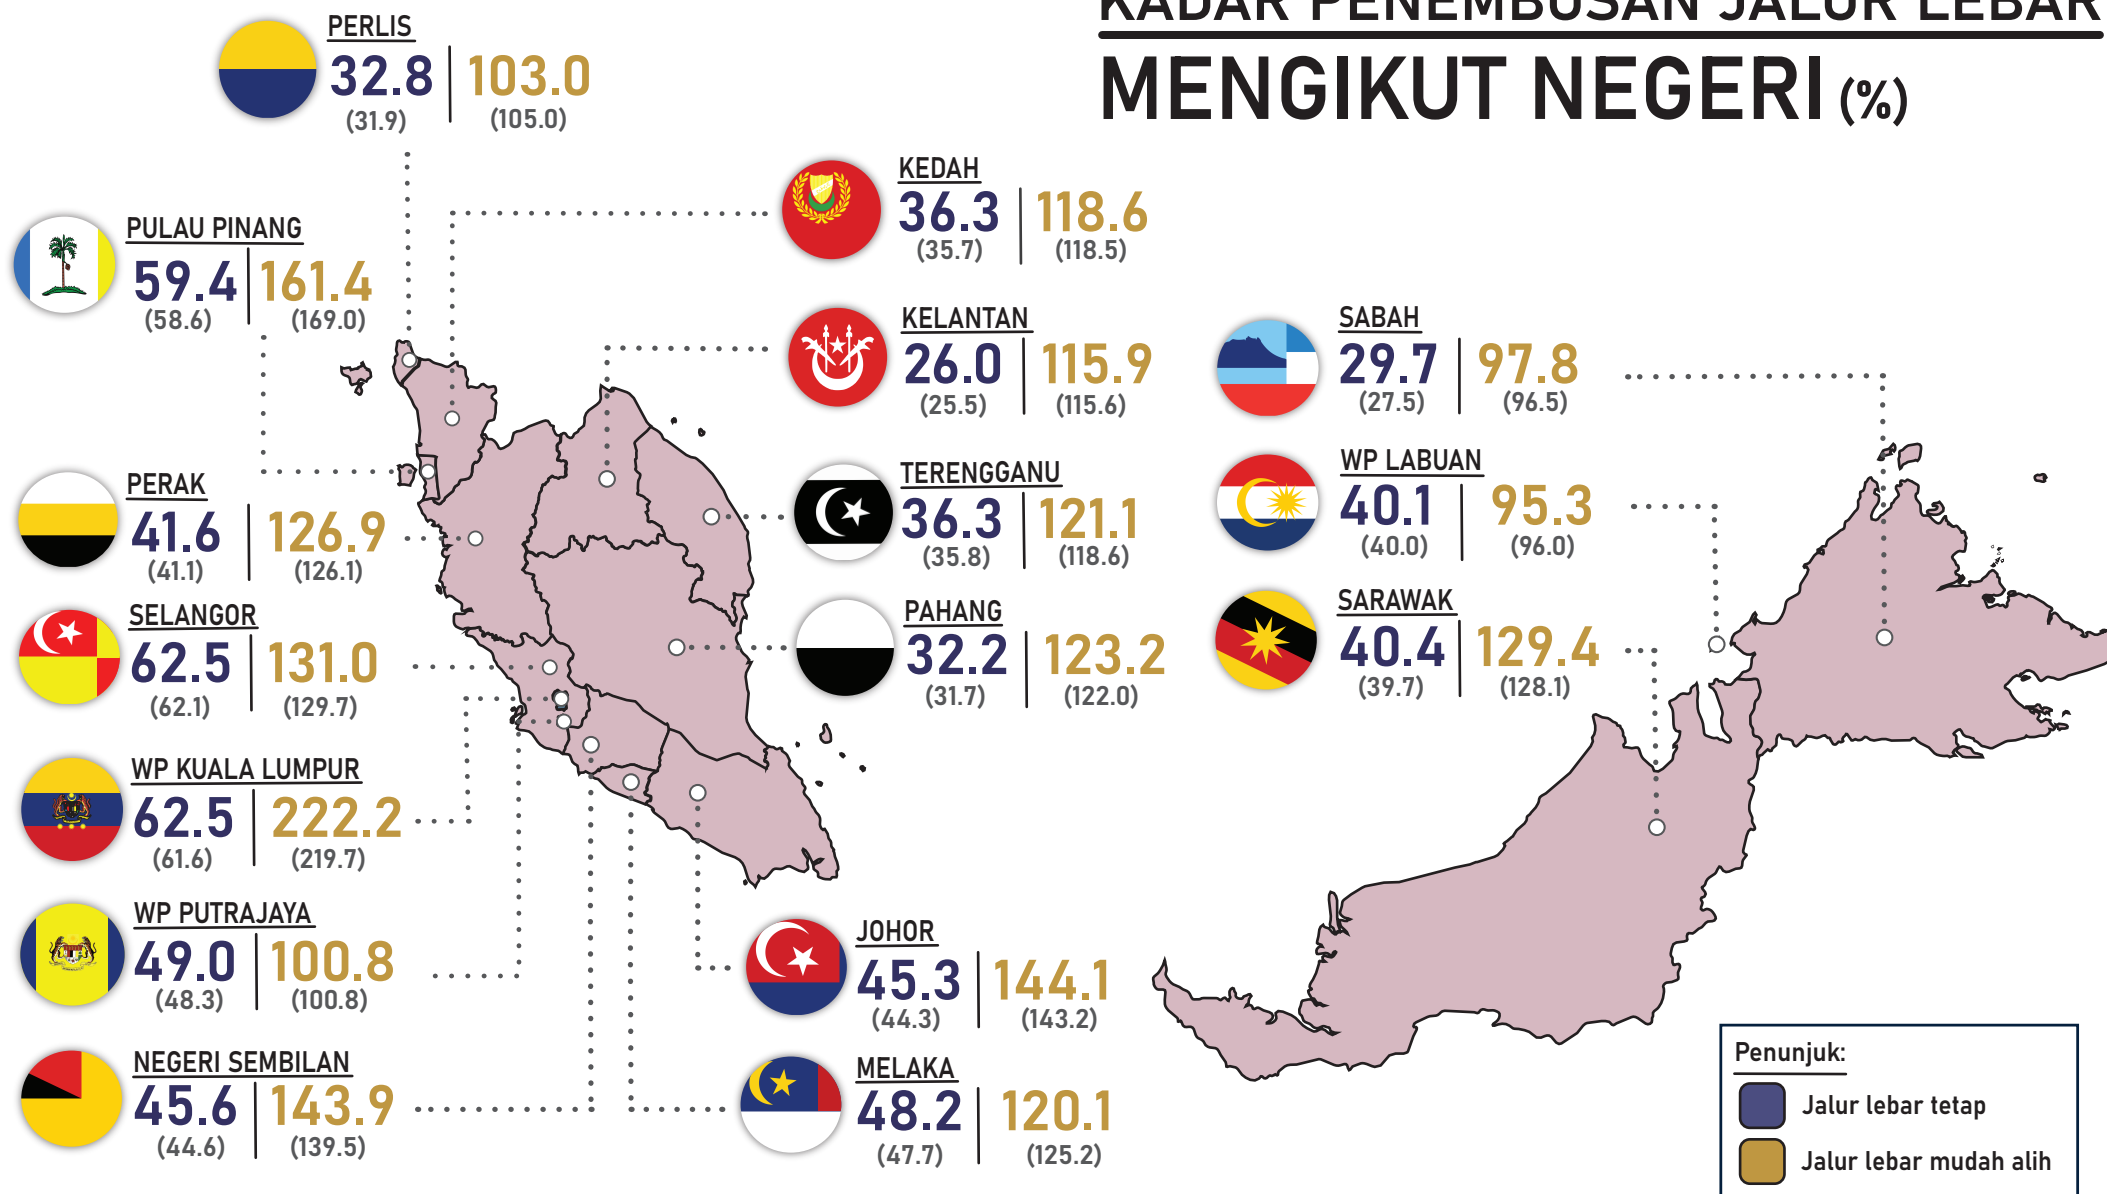 KADAR PENEMBUSAN JALUR LEBAR
MENGIKUT NEGERI (%)
PERLIS
32.8 103.0
(31.9) (105.0)
PULAU PINANG
59.4 161.4
(58.6) (169.0)
PERAK
41.6 126.9
(41.1) (126.1)
SELANGOR
62.5 131.0
(62.1) (129.7)
WP KUALA LUMPUR
62.5 222.2
(61.6) (219.7)
WP PUTRAJAYA
49.0 100.8
(48.3) (100.8)
NEGERI SEMBILAN
45.6 143.9
(44.6) (139.5)
KEDAH
36.3 118.6
(35.7) (118.5)
KELANTAN
26.0 115.9
(25.5) (115.6)
TERENGGANU
36.3 121.1
(35.8) (118.6)
PAHANG
32.2 123.2
(31.7) (122.0)
JOHOR
45.3 144.1
(44.3) (143.2)
MELAKA
48.2 120.1
(47.7) (125.2)
SABAH
29.7 97.8
(27.5) (96.5)
WP LABUAN
40.1 95.3
(40.0) (96.0)
SARAWAK
40.4 129.4
(39.7) (128.1)
Penunjuk:
Jalur lebar tetap
Jalur lebar mudah alih